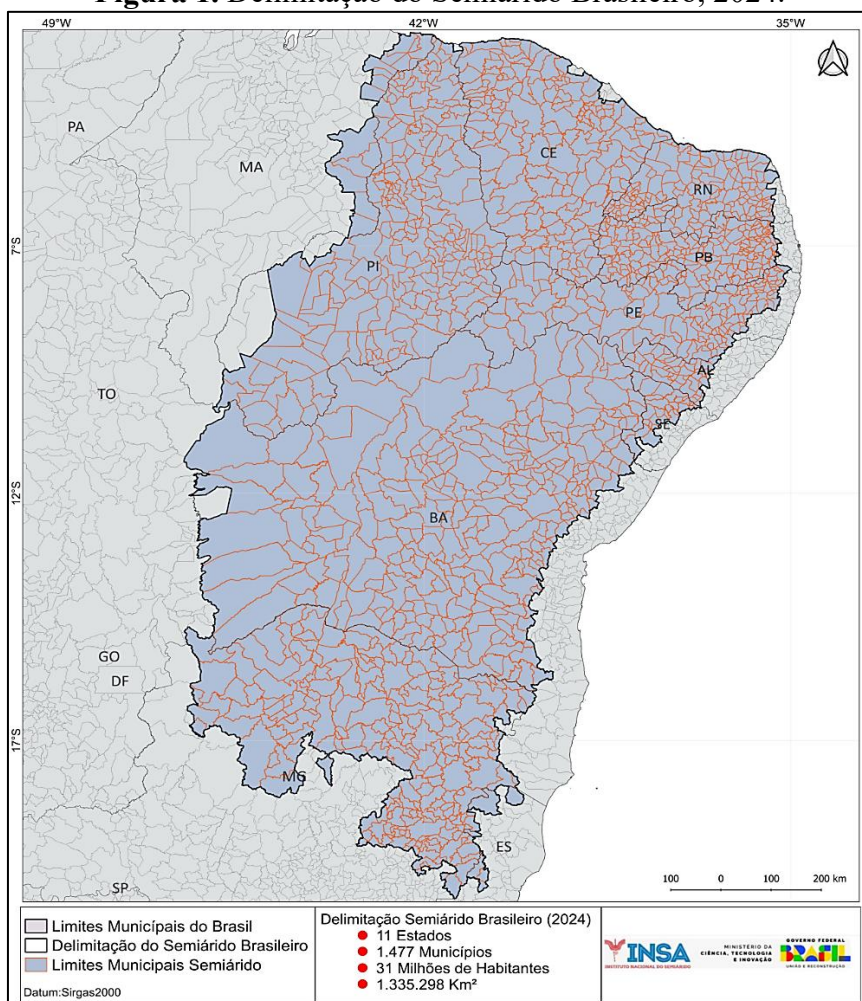 Figura 1. Delimitação do Semiárido Brasileiro, 2024.
49°W 42°W 35°W
PA
MA
CE
RN
7°S
PI
PB
PE
TO
AL
SE
12°S
BA
GO
DF
17°S
MG
ES
SP
100 0 100 200 km
Limites Municípais do Brasil
Delimitação do Semiárido Brasileiro
Limites Municipais Semiárido
Datum:Sirgas2000
Delimitação Semiárido Brasileiro (2024)
11 Estados
1.477 Municípios
31 Milhões de Habitantes
1.335.298 Km²
INSA
INSTITUTO NACIONAL DO SEMIÁRIDO
MINISTÉRIO DA
CIÊNCIA, TECNOLOGIA
E INOVAÇÃO
GOVERNO FEDERAL
BRASIL
UNIÃO E RECONSTRUÇÃO